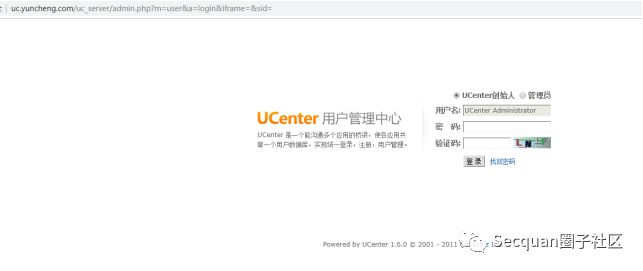 uc.yuncheng.com/uc_server/admin.php?m=user&a=login&iframe=&sid=
UCenter创始人 管理员
UCenter 用户管理中心
UCenter 是一个能沟通多个应用的桥梁，使各应用共
享一个用户数据库，实现统一登录，注册，用户管理。
用户名: UCenter Administrator
密 码:
验证码:
登 录 找回密码
Powered by UCenter 1.6.0 © 2001 - 2011
Secquan圈子社区